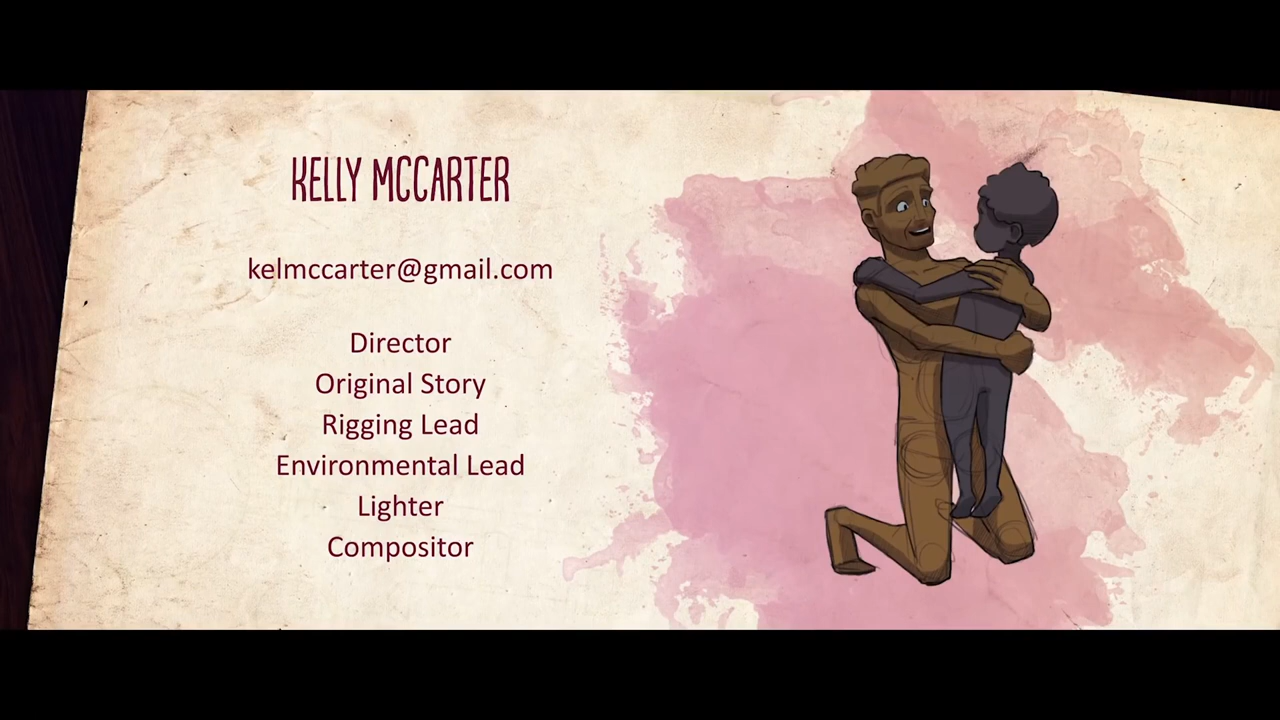 KELLY MCCARTER
kelmccarter@gmail.com
Director
Original Story
Rigging Lead
Environmental Lead
Lighter
Compositor